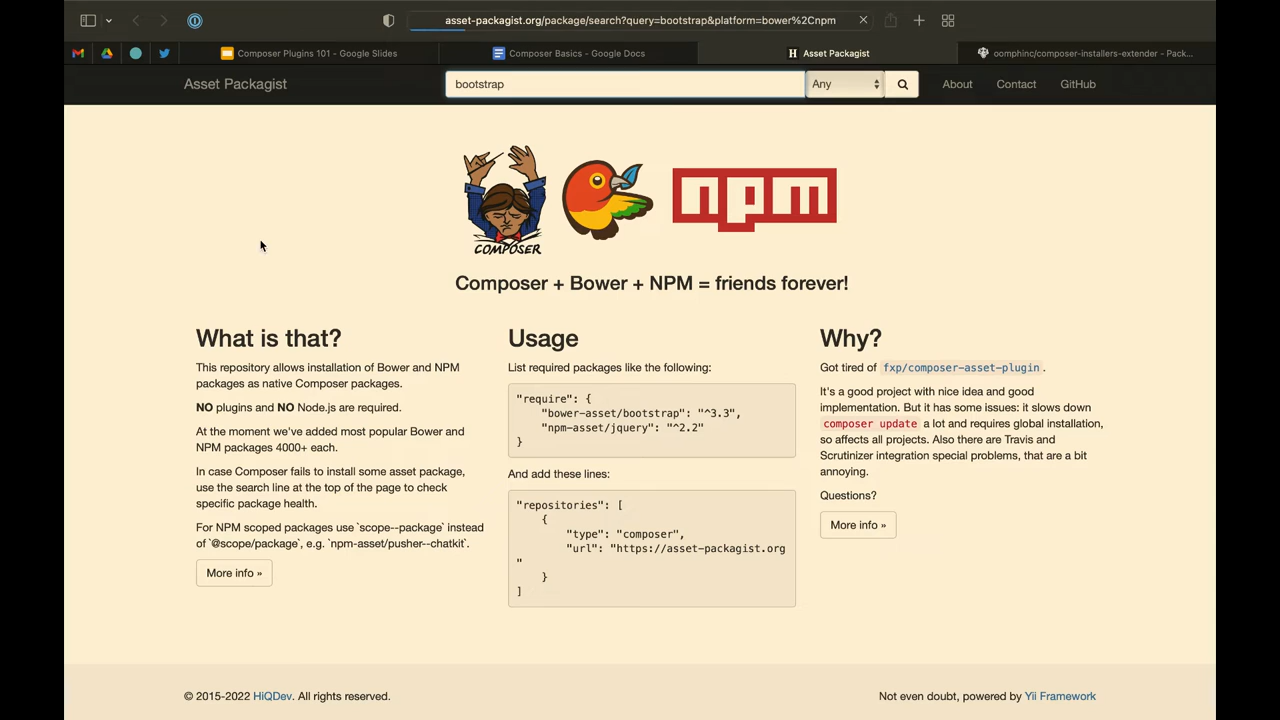 asset-packagist.org/package/search?query=bootstrap&platform=bower%2Cnpm
Composer Plugins 101 - Google Slides
Composer Basics - Google Docs
H Asset Packagist
oomphinc/composer-installers-extender - Pack...
Asset Packagist
bootstrap
Any
About
Contact
GitHub
COMPOSER
npm
Composer + Bower + NPM = friends forever!
What is that?
This repository allows installation of Bower and NPM
packages as native Composer packages.
NO plugins and NO Node.js are required.
At the moment we've added most popular Bower and
NPM packages 4000+ each.
In case Composer fails to install some asset package,
use the search line at the top of the page to check
specific package health.
For NPM scoped packages use `scope--package` instead
of `@scope/package`, e.g. `npm-asset/pusher--chatkit`.
More info »
Usage
List required packages like the following:
"require": {
"bower-asset/bootstrap": "^3.3",
"npm-asset/jquery": "^2.2"
}
And add these lines:
"repositories": [
{
"type": "composer",
"url": "https://asset-packagist.org
"
}
]
Why?
Got tired of fxp/composer-asset-plugin.
It's a good project with nice idea and good
implementation. But it has some issues: it slows down
composer update a lot and requires global installation,
so affects all projects. Also there are Travis and
Scrutinizer integration special problems, that are a bit
annoying.
Questions?
More info »
© 2015-2022 HiQDev. All rights reserved.
Not even doubt, powered by Yii Framework